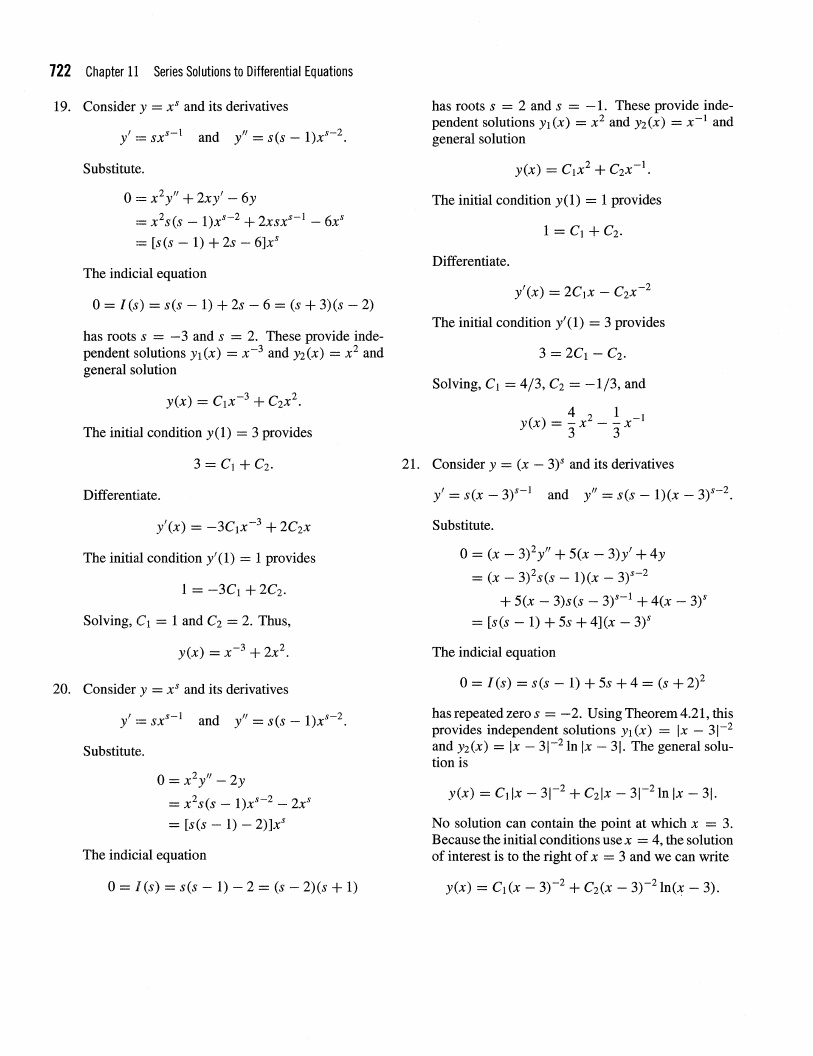 722 Chapter 11 Series Solutions to Differential Equations
19. Consider y = x^s and its derivatives
y′ = sx^{s−1} and y″ = s(s − 1)x^{s−2}.
Substitute.
0 = x^2y″ + 2xy′ − 6y
= x^2s(s − 1)x^{s−2} + 2xsx^{s−1} − 6x^s
= [s(s − 1) + 2s − 6]x^s
The indicial equation
0 = I(s) = s(s − 1) + 2s − 6 = (s + 3)(s − 2)
has roots s = −3 and s = 2. These provide inde-
pendent solutions y_1(x) = x^{−3} and y_2(x) = x^2 and
general solution
y(x) = C_1x^{−3} + C_2x^2.
The initial condition y(1) = 3 provides
3 = C_1 + C_2.
Differentiate.
y′(x) = −3C_1x^{−3} + 2C_2x
The initial condition y′(1) = 1 provides
1 = −3C_1 + 2C_2.
Solving, C_1 = 1 and C_2 = 2. Thus,
y(x) = x^{−3} + 2x^2.
20. Consider y = x^s and its derivatives
y′ = sx^{s−1} and y″ = s(s − 1)x^{s−2}.
Substitute.
0 = x^2y″ − 2y
= x^2s(s − 1)x^{s−2} − 2x^s
= [s(s − 1) − 2)]x^s
The indicial equation
0 = I(s) = s(s − 1) − 2 = (s − 2)(s + 1)
has roots s = 2 and s = −1. These provide inde-
pendent solutions y_1(x) = x^2 and y_2(x) = x^{−1} and
general solution
y(x) = C_1x^2 + C_2x^{−1}.
The initial condition y(1) = 1 provides
1 = C_1 + C_2.
Differentiate.
y′(x) = 2C_1x − C_2x^{−2}
The initial condition y′(1) = 3 provides
3 = 2C_1 − C_2.
Solving, C_1 = 4/3, C_2 = −1/3, and
y(x) = 4/3 x^2 − 1/3 x^{−1}
21. Consider y = (x − 3)^s and its derivatives
y′ = s(x − 3)^{s−1} and y″ = s(s − 1)(x − 3)^{s−2}.
Substitute.
0 = (x − 3)^2y″ + 5(x − 3)y′ + 4y
= (x − 3)^2s(s − 1)(x − 3)^{s−2}
+ 5(x − 3)s(s − 3)^{s−1} + 4(x − 3)^s
= [s(s − 1) + 5s + 4](x − 3)^s
The indicial equation
0 = I(s) = s(s − 1) + 5s + 4 = (s + 2)^2
has repeated zero s = −2. Using Theorem 4.21, this
provides independent solutions y_1(x) = |x − 3|^{−2}
and y_2(x) = |x − 3|^{−2} ln |x − 3|. The general solu-
tion is
y(x) = C_1|x − 3|^{−2} + C_2|x − 3|^{−2} ln |x − 3|.
No solution can contain the point at which x = 3.
Because the initial conditions use x = 4, the solution
of interest is to the right of x = 3 and we can write
y(x) = C_1(x − 3)^{−2} + C_2(x − 3)^{−2} ln(x − 3).